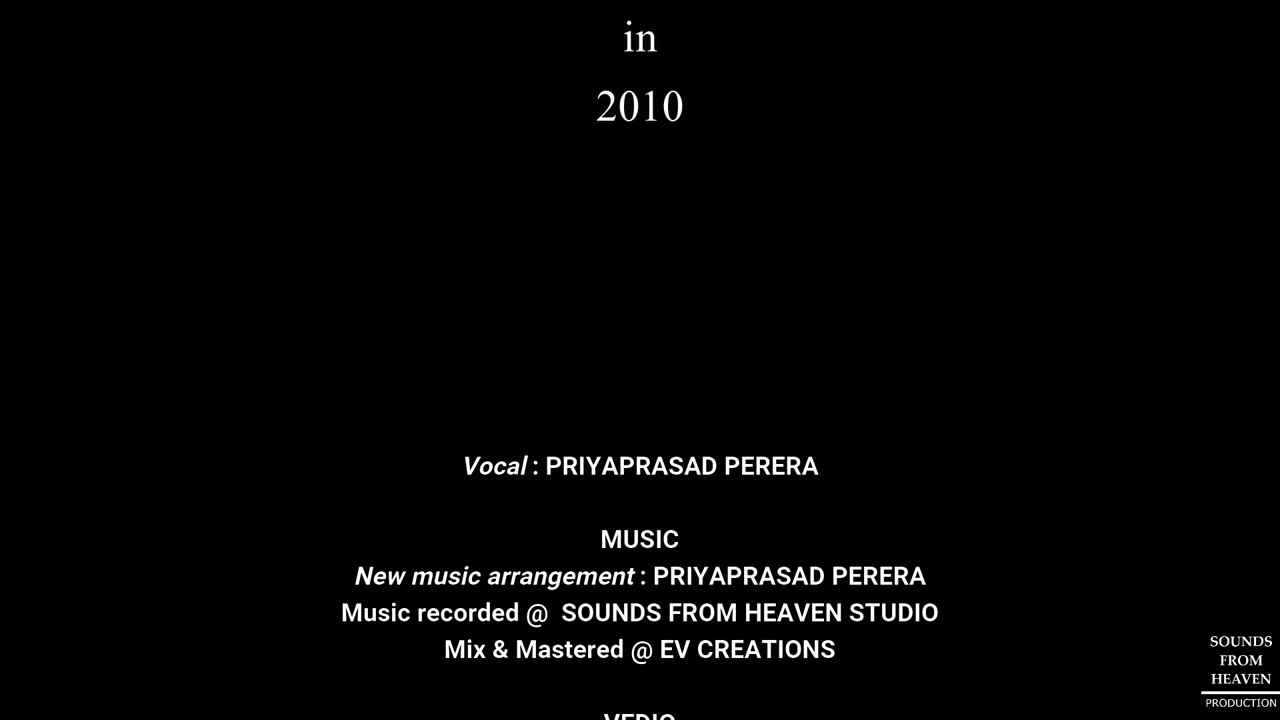 in
2010
Vocal : PRIYAPRASAD PERERA
MUSIC
New music arrangement : PRIYAPRASAD PERERA
Music recorded @  SOUNDS FROM HEAVEN STUDIO
Mix & Mastered @ EV CREATIONS
VEDIO
SOUNDS
FROM
HEAVEN
PRODUCTION